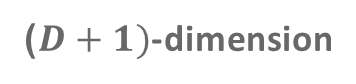 (D + 1)-dimension